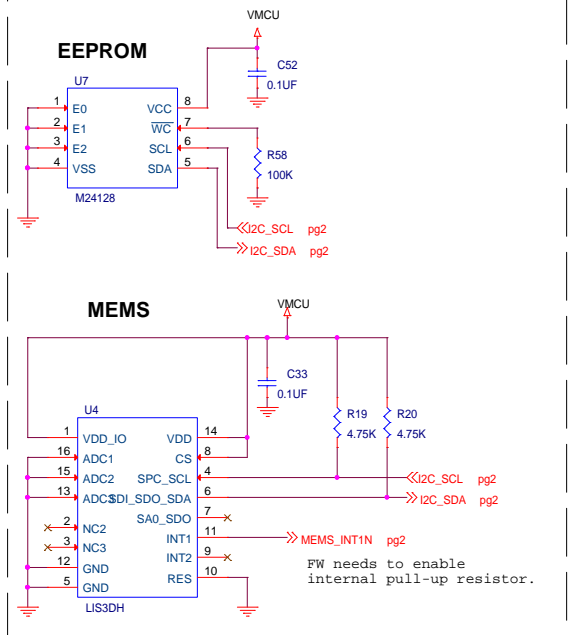 VMCU
EEPROM
C52
0.1UF
U7
1 E0 VCC 8
2 E1 WC 7
3 E2 SCL 6
4 VSS SDA 5
R58
100K
M24128
I2C_SCL pg2
I2C_SDA pg2
MEMS
VMCU
C33
0.1UF
R19 R20
4.75K 4.75K
U4
1 VDD_IO VDD 14
16 ADC1 CS 8
15 ADC2 SPC_SCL 4
I2C_SCL pg2
13 ADC3 SDI_SDO_SDA 6
I2C_SDA pg2
SA0_SDO 7
2 NC2 INT1 11
MEMS_INT1N pg2
3 NC3 INT2 9
12 GND
5 GND RES 10
FW needs to enable
internal pull-up resistor.
LIS3DH